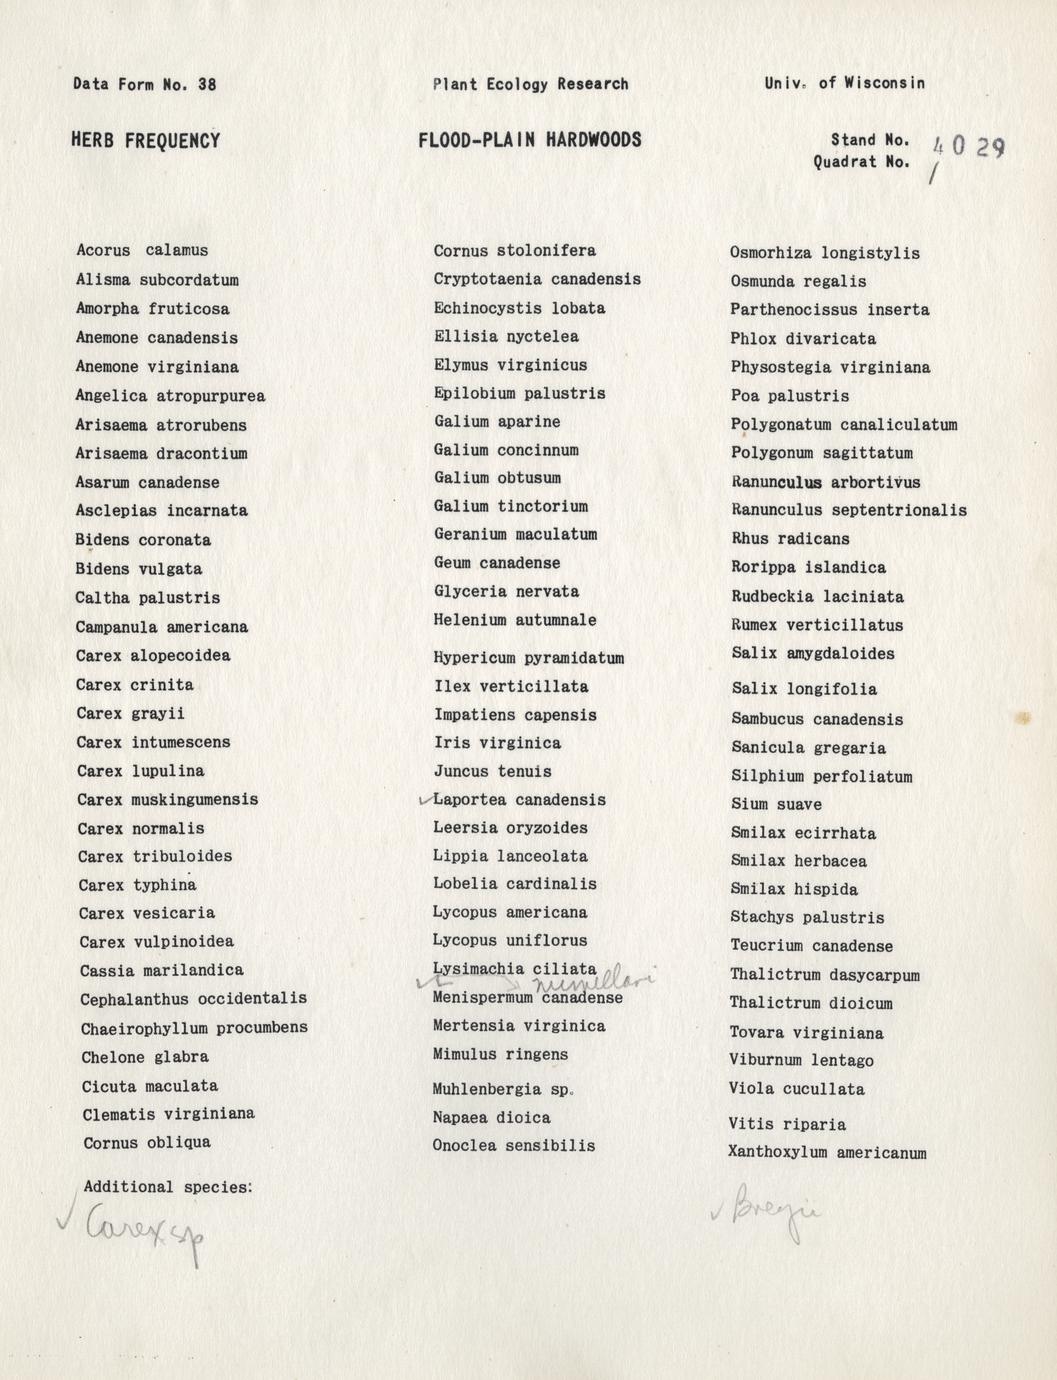 Data Form No. 38
Plant Ecology Research
Univ. of Wisconsin
HERB FREQUENCY
FLOOD-PLAIN HARDWOODS
Stand No. 4029
Quadrat No. 1
Acorus calamus
Alisma subcordatum
Amorpha fruticosa
Anemone canadensis
Anemone virginiana
Angelica atropurpurea
Arisaema atrorubens
Arisaema dracontium
Asarum canadense
Asclepias incarnata
Bidens coronata
Bidens vulgata
Caltha palustris
Campanula americana
Carex alopecoidea
Carex crinita
Carex grayii
Carex intumescens
Carex lupulina
Carex muskingumensis
Carex normalis
Carex tribuloides
Carex typhina
Carex vesicaria
Carex vulpinoidea
Cassia marilandica
Cephalanthus occidentalis
Chaeirophyllum procumbens
Chelone glabra
Cicuta maculata
Clematis virginiana
Cornus obliqua
Additional species:
✓ Carex sp
Cornus stolonifera
Cryptotaenia canadensis
Echinocystis lobata
Ellisia nyctelea
Elymus virginicus
Epilobium palustris
Galium aparine
Galium concinnum
Galium obtusum
Galium tinctorium
Geranium maculatum
Geum canadense
Glyceria nervata
Helenium autumnale
Hypericum pyramidatum
Ilex verticillata
Impatiens capensis
Iris virginica
Juncus tenuis
✓Laportea canadensis
Leersia oryzoides
Lippia lanceolata
Lobelia cardinalis
Lycopus americana
Lycopus uniflorus
Lysimachia ciliata
✓
Menispermum canadense
Mertensia virginica
Mimulus ringens
Muhlenbergia sp.
Napaea dioica
Onoclea sensibilis
Osmorhiza longistylis
Osmunda regalis
Parthenocissus inserta
Phlox divaricata
Physostegia virginiana
Poa palustris
Polygonatum canaliculatum
Polygonum sagittatum
Ranunculus arbortivus
Ranunculus septentrionalis
Rhus radicans
Rorippa islandica
Rudbeckia laciniata
Rumex verticillatus
Salix amygdaloides
Salix longifolia
Sambucus canadensis
Sanicula gregaria
Silphium perfoliatum
Sium suave
Smilax ecirrhata
Smilax herbacea
Smilax hispida
Stachys palustris
Teucrium canadense
Thalictrum dasycarpum
Thalictrum dioicum
Tovara virginiana
Viburnum lentago
Viola cucullata
Vitis riparia
Xanthoxylum americanum
✓